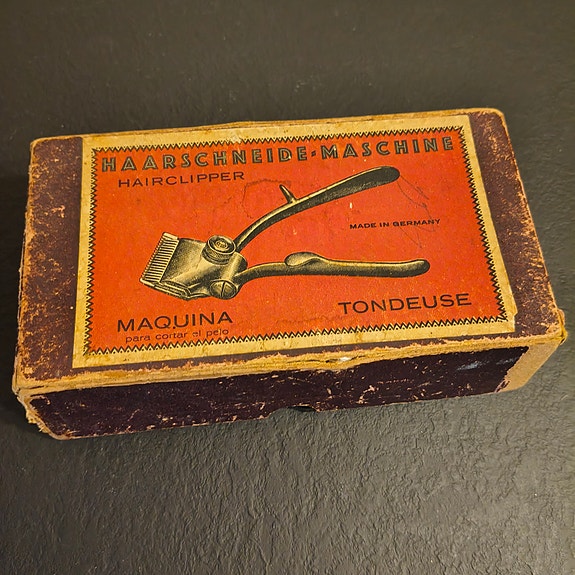 HAARSCHNEIDE-MASCHINE
HAIRCLIPPER
MADE IN GERMANY
MAQUINA
para cortar el pelo
TONDEUSE